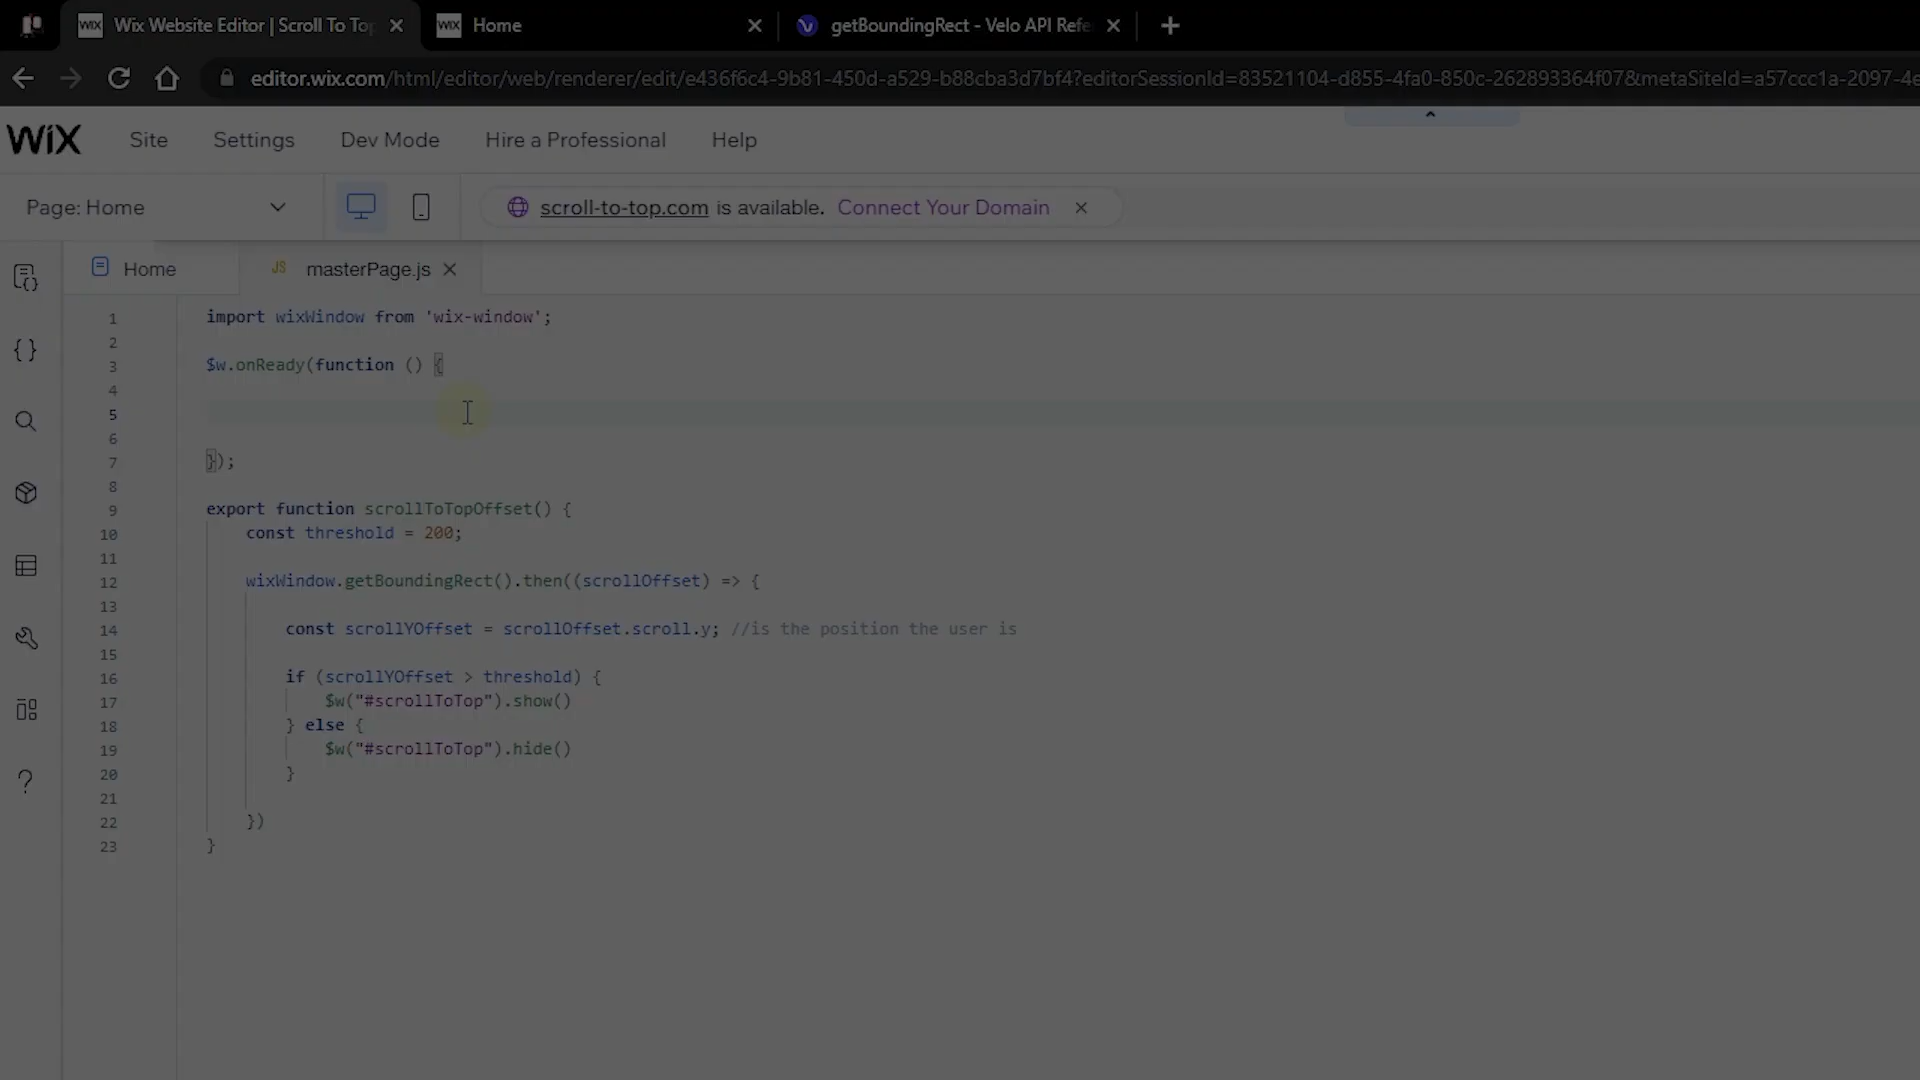 WiX Wix Website Editor | Scroll To Top
WiX Home
getBoundingRect - Velo API Refe
editor.wix.com/html/editor/web/renderer/edit/e436f6c4-9b81-450d-a529-b88cba3d7bf4?editorSessionId=83521104-d855-4fa0-850c-262893364f07&metaSiteId=a57ccc1a-2097-4e
WiX Site Settings Dev Mode Hire a Professional Help
Page: Home
scroll-to-top.com is available. Connect Your Domain
Home
JS masterPage.js
1 import wixWindow from 'wix-window';
2
3 $w.onReady(function () {
4
5
6
7 });
8
9 export function scrollToTopOffset() {
10 const threshold = 200;
11
12 wixWindow.getBoundingRect().then((scrollOffset) => {
13
14 const scrollYOffset = scrollOffset.scroll.y; //is the position the user is
15
16 if (scrollYOffset > threshold) {
17 $w("#scrollToTop").show()
18 } else {
19 $w("#scrollToTop").hide()
20 }
21
22 })
23 }